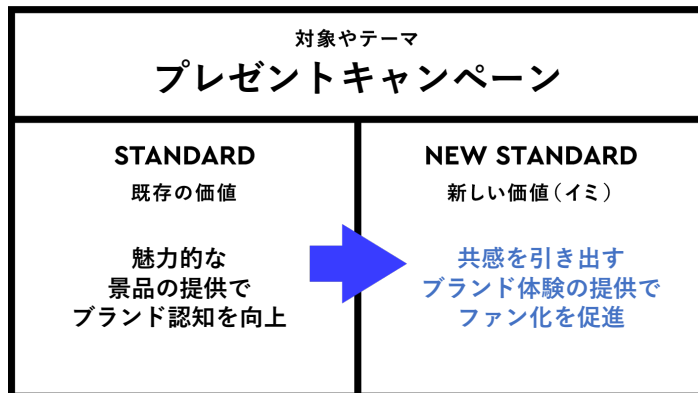 対象やテーマ
プレゼントキャンペーン
STANDARD
既存の価値
魅力的な
景品の提供で
ブランド認知を向上
NEW STANDARD
新しい価値（イミ）
共感を引き出す
ブランド体験の提供で
ファン化を促進